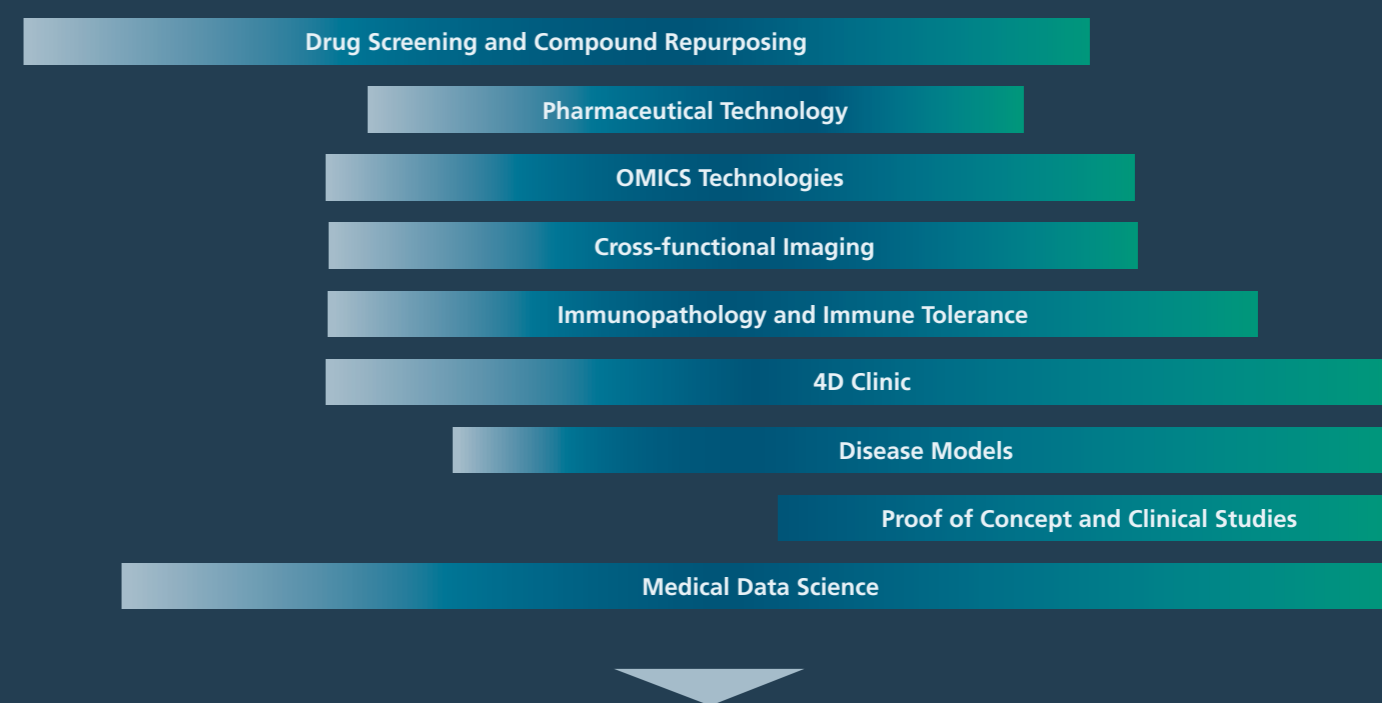 Drug Screening and Compound Repurposing
Pharmaceutical Technology
OMICS Technologies
Cross-functional Imaging
Immunopathology and Immune Tolerance
4D Clinic
Disease Models
Proof of Concept and Clinical Studies
Medical Data Science